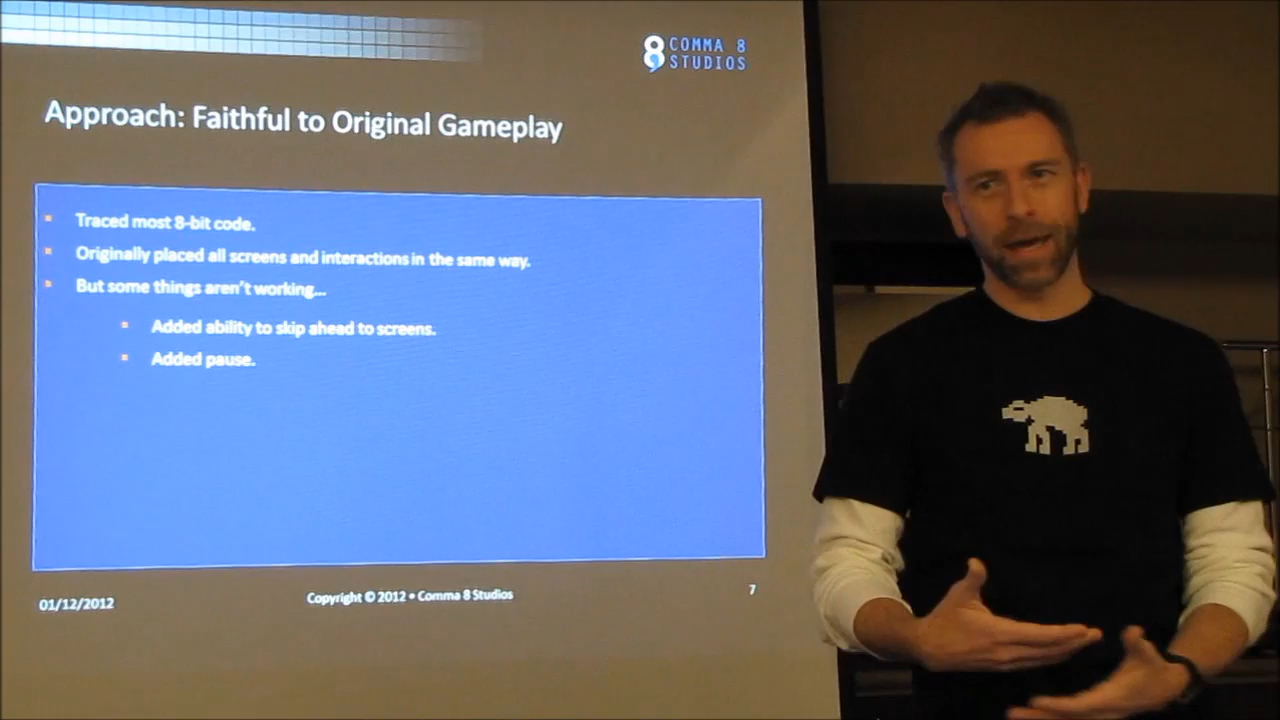 COMMA 8
STUDIOS
Approach: Faithful to Original Gameplay
Traced most 8-bit code.
Originally placed all screens and interactions in the same way.
But some things aren't working...
Added ability to skip ahead to screens.
Added pause.
01/12/2012
Copyright © 2012 • Comma 8 Studios
7